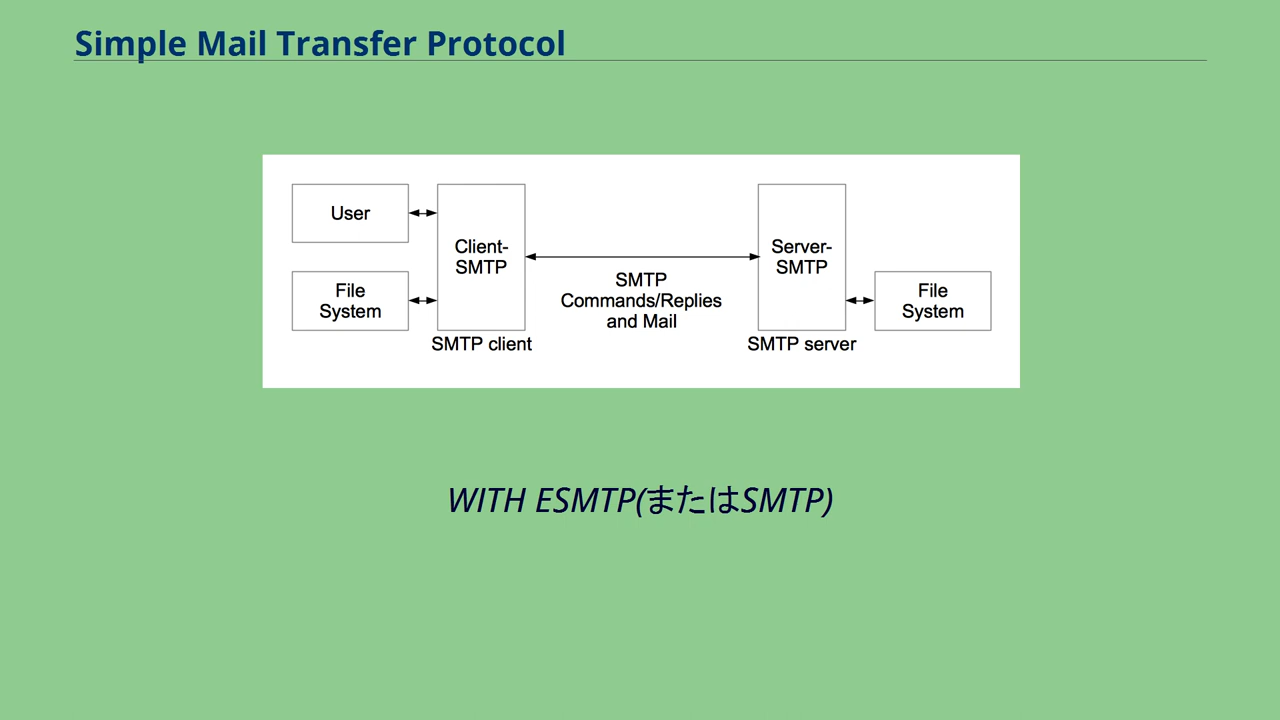 Simple Mail Transfer Protocol
User
File
System
Client-
SMTP
SMTP client
SMTP
Commands/Replies
and Mail
Server-
SMTP
SMTP server
File
System
WITH ESMTP(またはSMTP)